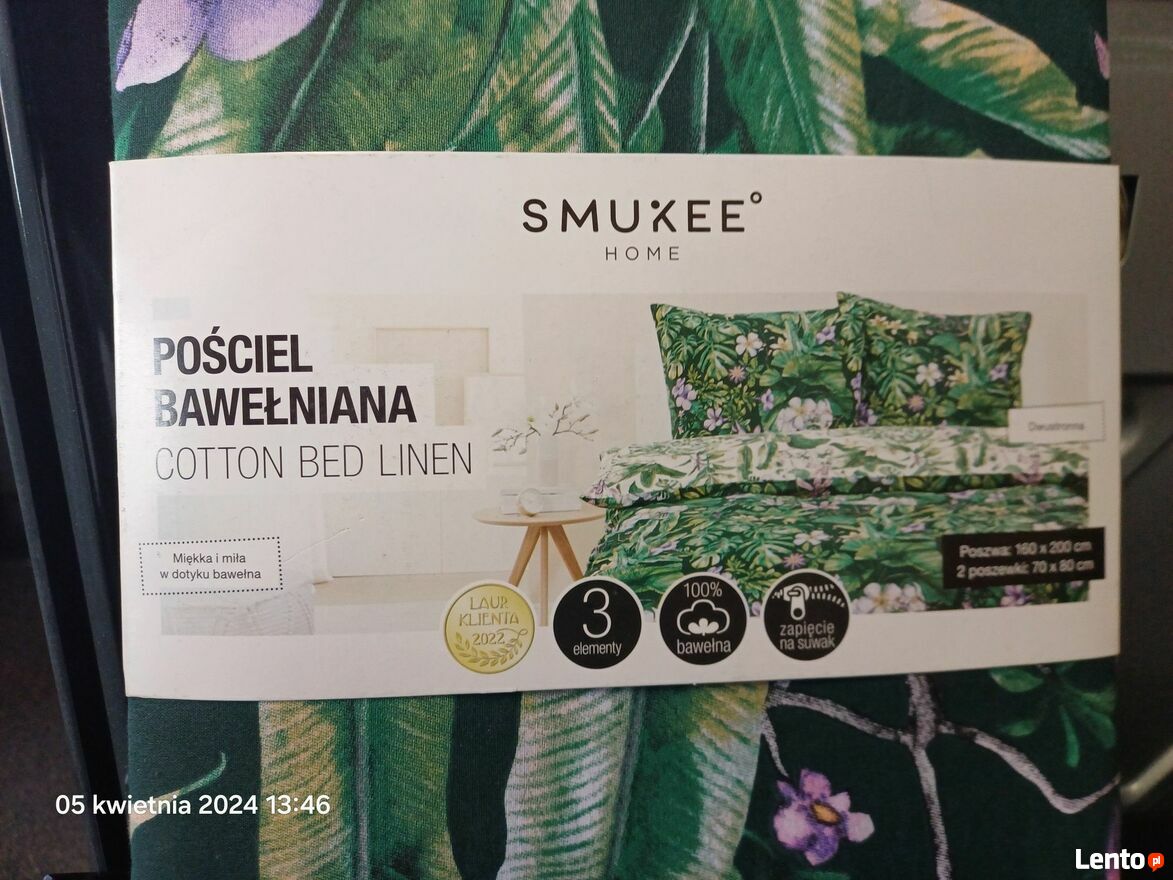 SMUKEE°
HOME
POŚCIEL
BAWEŁNIANA
COTTON BED LINEN
Dwustronna
Miękka i miła
w dotyku bawełna
Poszwa: 160 x 200 cm
2 poszewki: 70 x 80 cm
LAUR
KLIENTA
2022
3
elementy
100%
bawełna
zapięcie
na suwak
05 kwietnia 2024 13:46
Lento pl